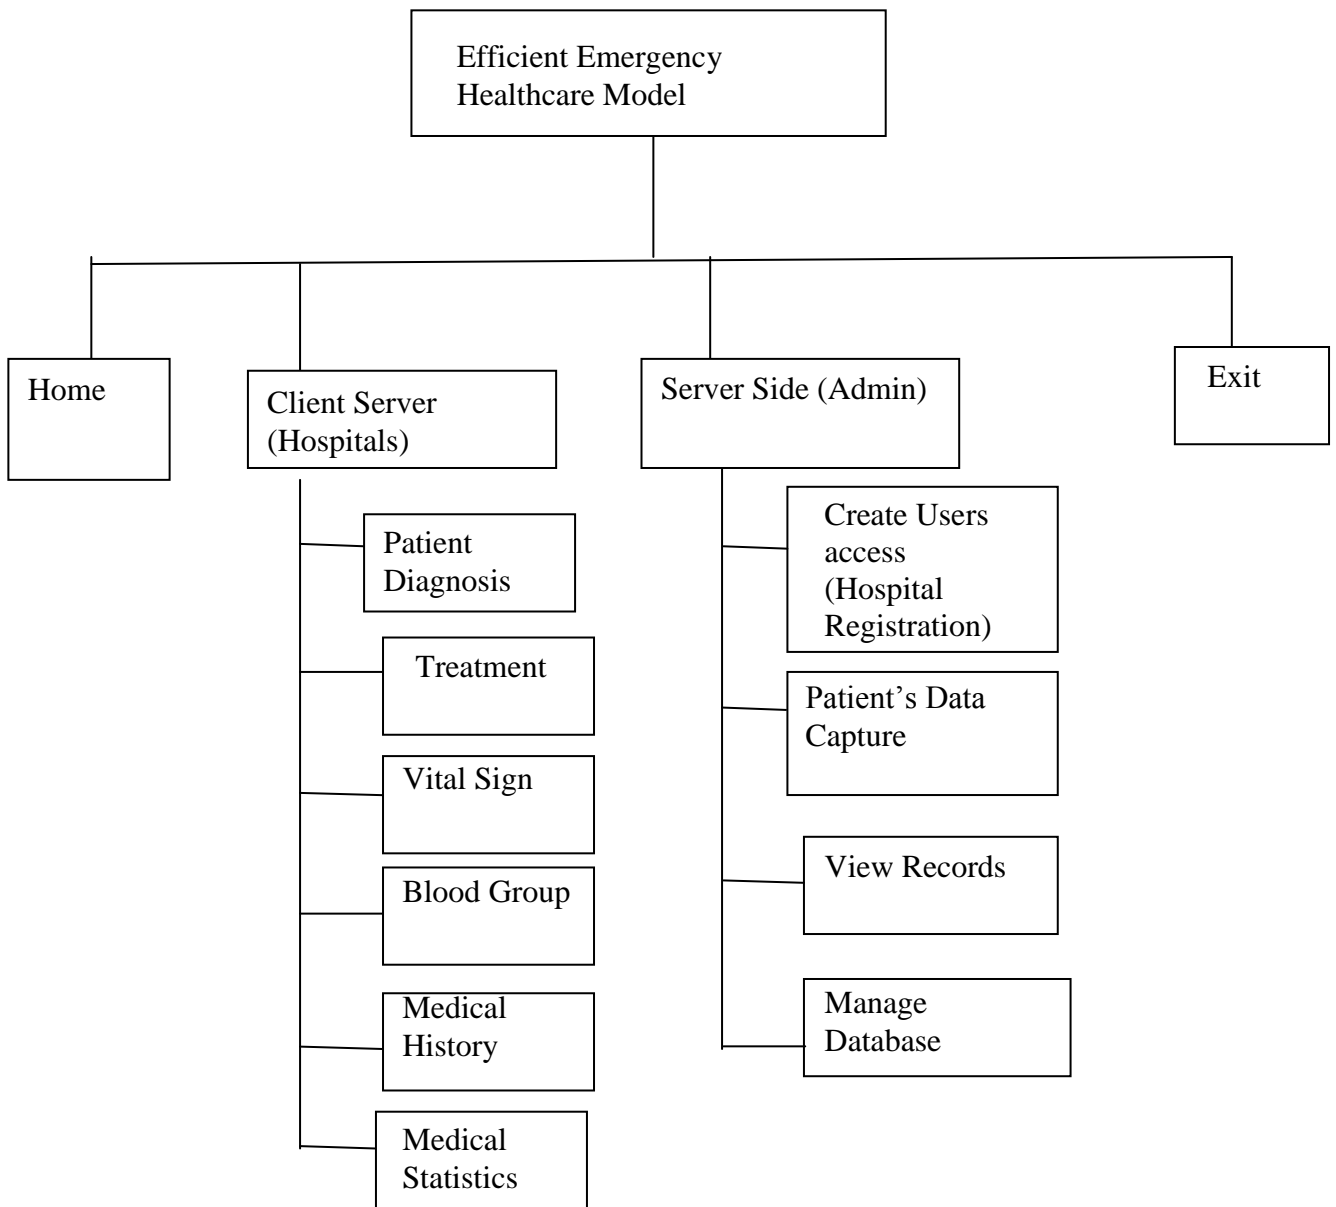 Efficient Emergency
Healthcare Model
Home
Client Server
(Hospitals)
Server Side (Admin)
Exit
Patient
Diagnosis
Treatment
Vital Sign
Blood Group
Medical
History
Medical
Statistics
Create Users
access
(Hospital
Registration)
Patient’s Data
Capture
View Records
Manage
Database